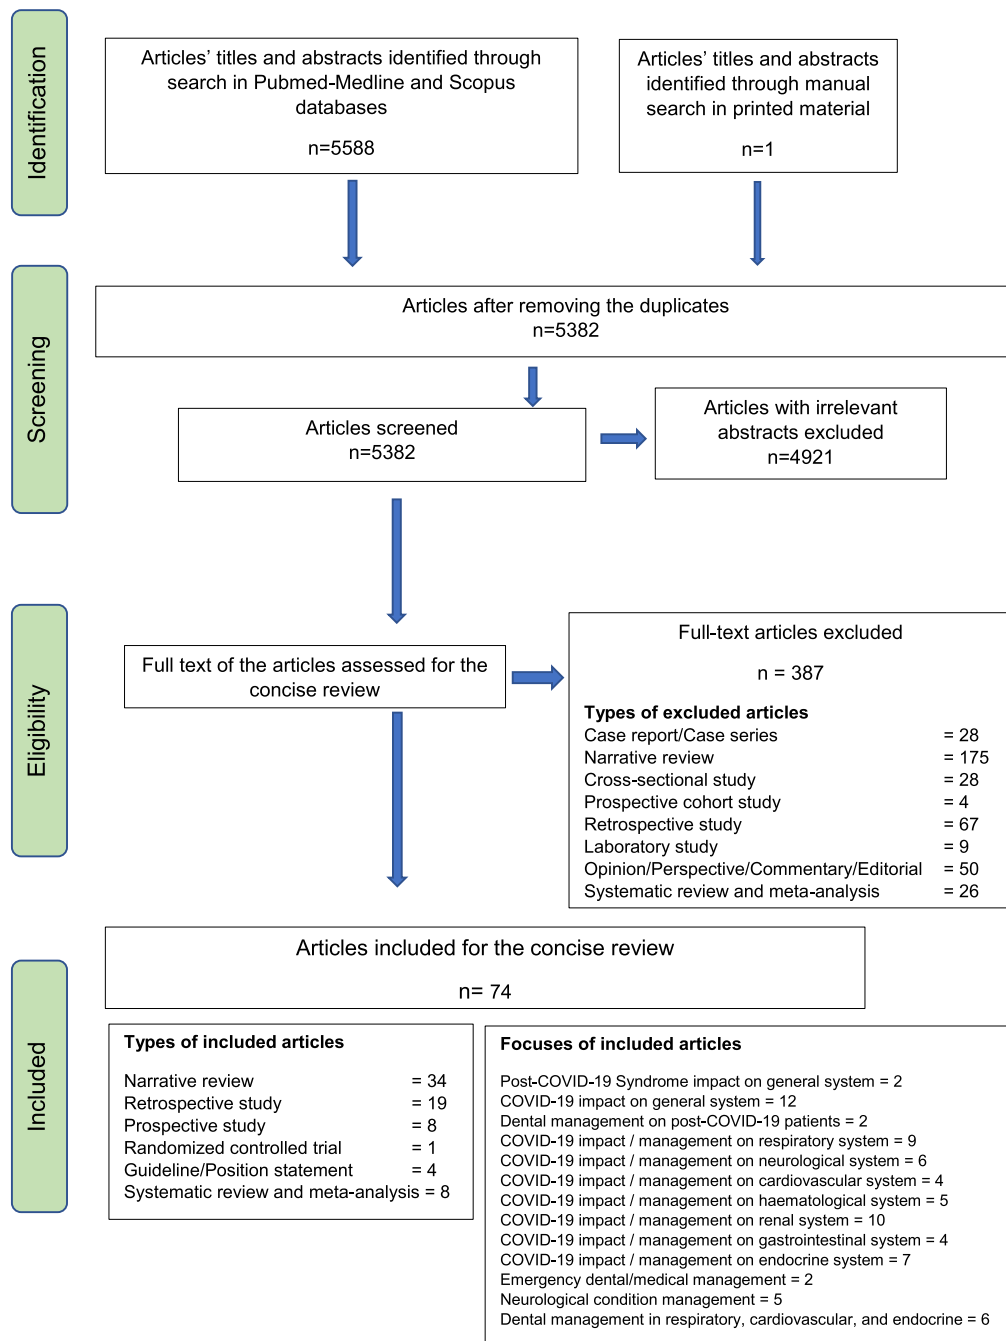 Identification
Articles' titles and abstracts identified through
search in Pubmed-Medline and Scopus
databases
n=5588
Articles' titles and abstracts
identified through manual
search in printed material
n=1
Screening
Articles after removing the duplicates
n=5382
Articles screened
n=5382
Articles with irrelevant
abstracts excluded
n=4921
Eligibility
Full text of the articles assessed for the
concise review
Full-text articles excluded
n = 387
Types of excluded articles
Case report/Case series = 28
Narrative review = 175
Cross-sectional study = 28
Prospective cohort study = 4
Retrospective study = 67
Laboratory study = 9
Opinion/Perspective/Commentary/Editorial = 50
Systematic review and meta-analysis = 26
Included
Articles included for the concise review
n= 74
Types of included articles
Narrative review = 34
Retrospective study = 19
Prospective study = 8
Randomized controlled trial = 1
Guideline/Position statement = 4
Systematic review and meta-analysis = 8
Focuses of included articles
Post-COVID-19 Syndrome impact on general system = 2
COVID-19 impact on general system = 12
Dental management on post-COVID-19 patients = 2
COVID-19 impact / management on respiratory system = 9
COVID-19 impact / management on neurological system = 6
COVID-19 impact / management on cardiovascular system = 4
COVID-19 impact / management on haematological system = 5
COVID-19 impact / management on renal system = 10
COVID-19 impact / management on gastrointestinal system = 4
COVID-19 impact / management on endocrine system = 7
Emergency dental/medical management = 2
Neurological condition management = 5
Dental management in respiratory, cardiovascular, and endocrine = 6